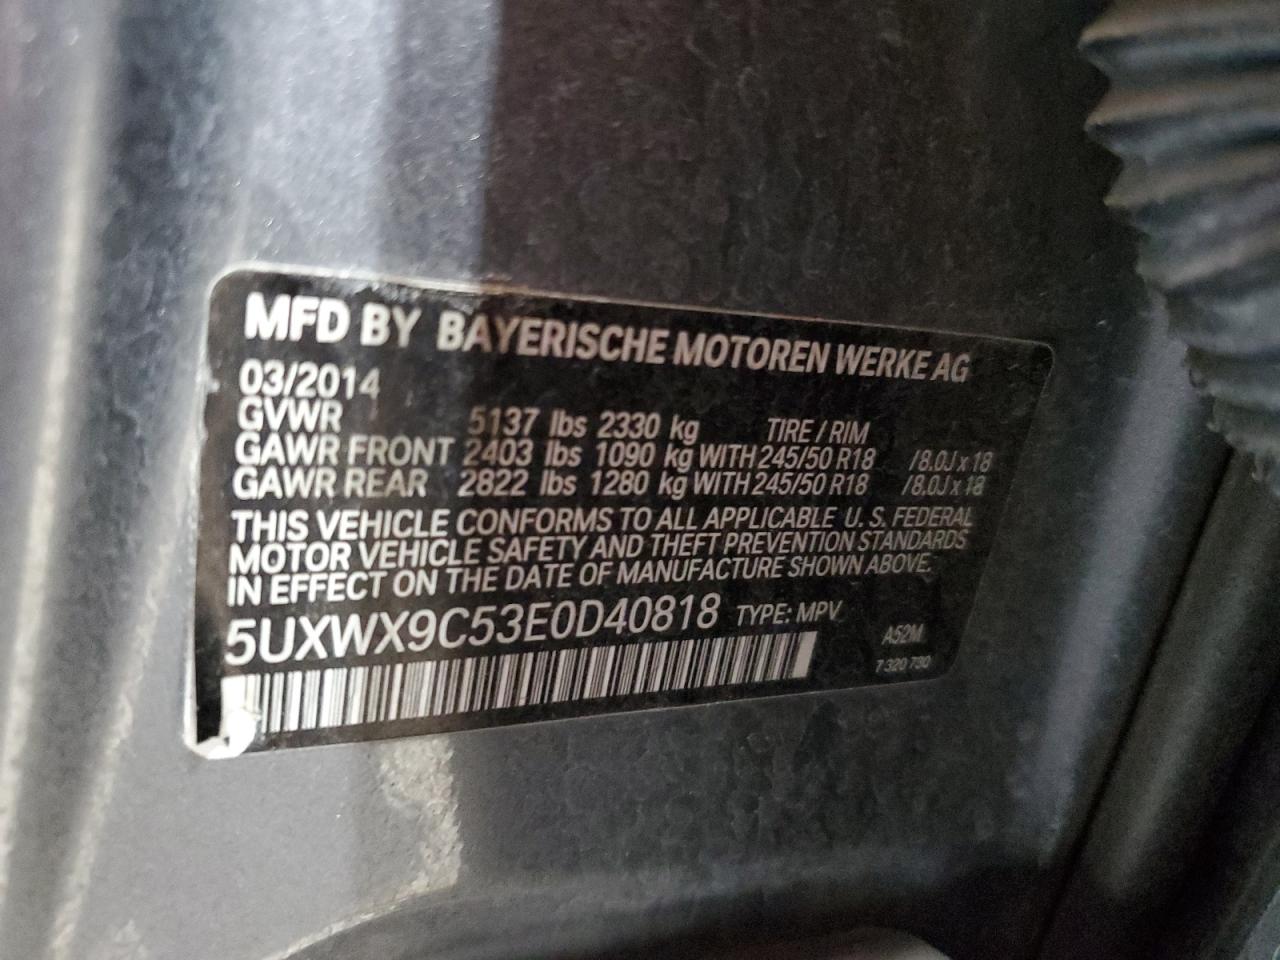 MFD BY BAYERISCHE MOTOREN WERKE AG
03/2014
GVWR 5137 lbs 2330 kg TIRE / RIM
GAWR FRONT 2403 lbs 1090 kg WITH 245/50 R18 /8.0J x 18
GAWR REAR 2822 lbs 1280 kg WITH 245/50 R18 /8.0J x 18
THIS VEHICLE CONFORMS TO ALL APPLICABLE U. S. FEDERAL
MOTOR VEHICLE SAFETY AND THEFT PREVENTION STANDARDS
IN EFFECT ON THE DATE OF MANUFACTURE SHOWN ABOVE.
5UXWX9C53E0D40818 TYPE: MPV
A52M
7 320 730